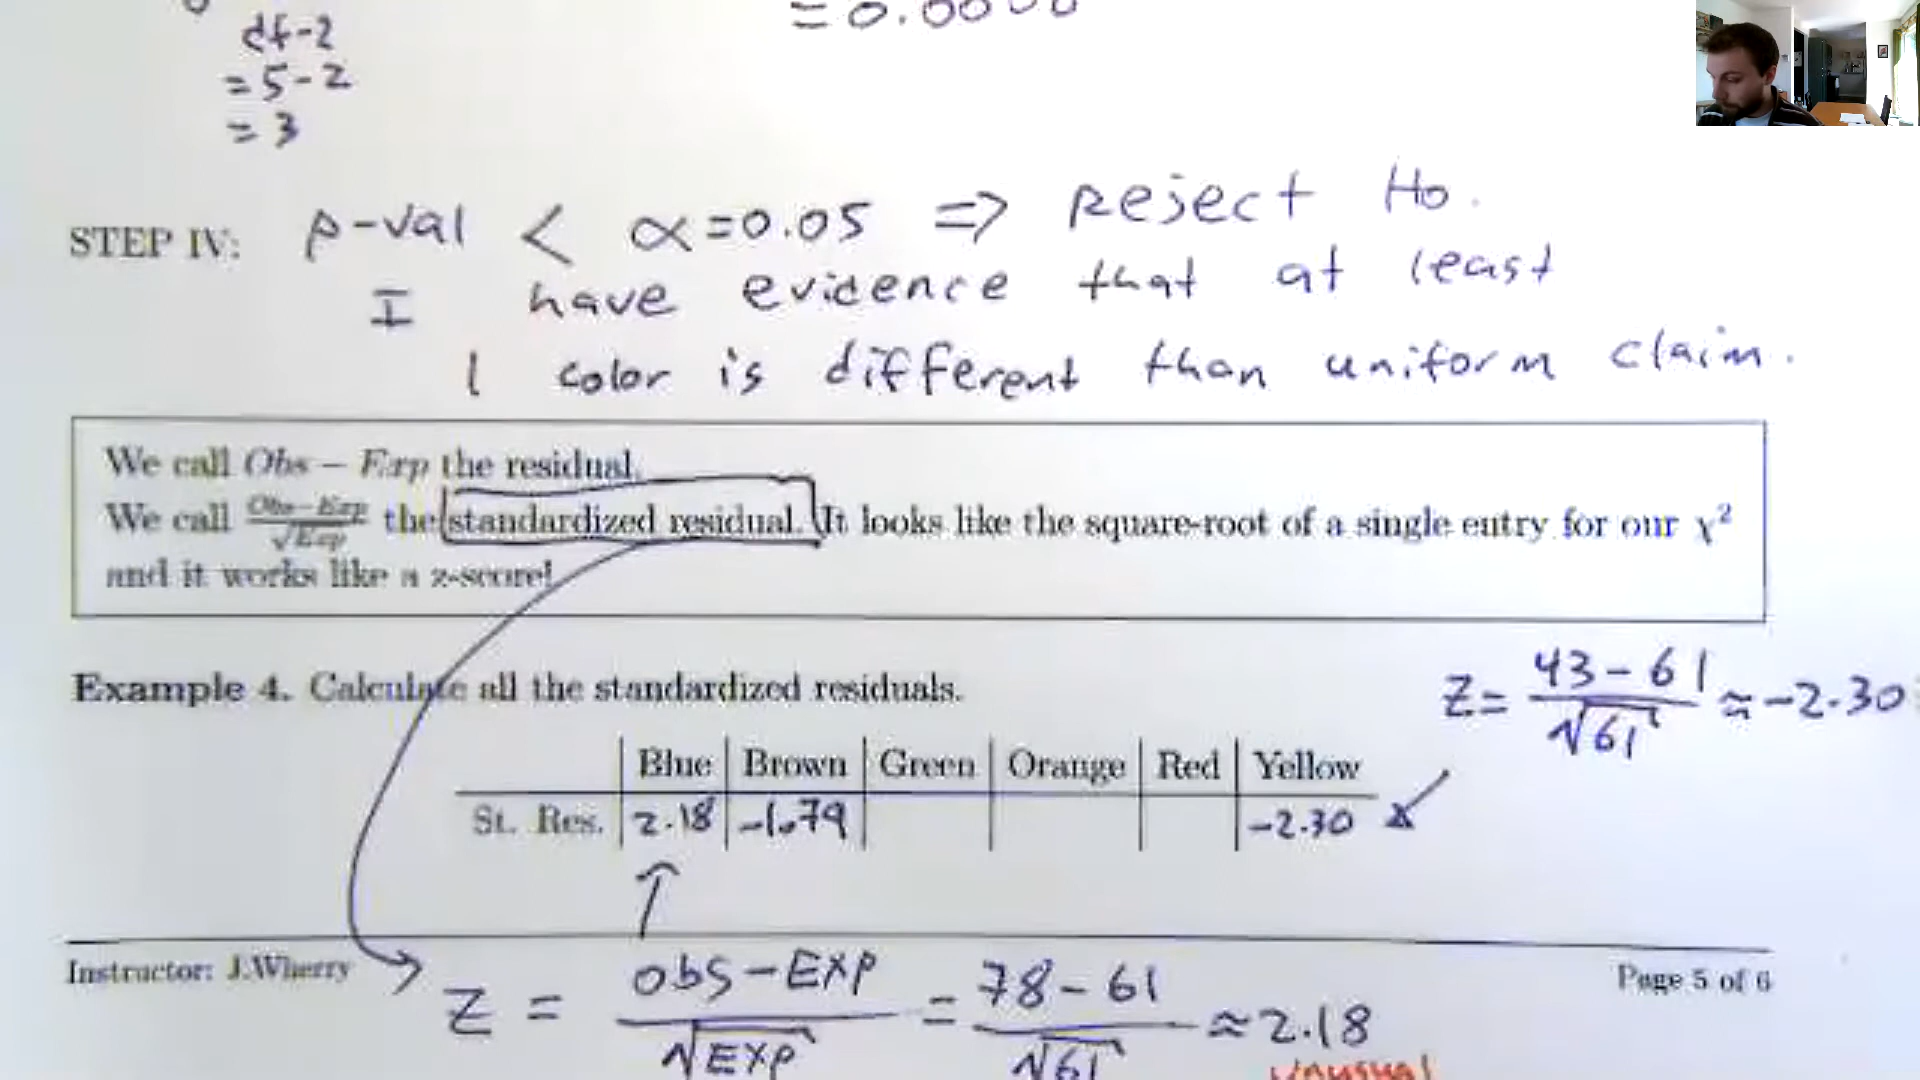 df-2
= 0.0000
= 5-2
= 3
STEP IV: p-val < α=0.05 => Reject Ho.
I have evidence that at least
1 color is different than uniform claim.
We call Obs − Exp the residual.
We call Obs−Exp/√Exp the standardized residual. It looks like the square-root of a single entry for our χ²
and it works like a z-score!
Example 4. Calculate all the standardized residuals.
Z = 43-61/√61 ≈ -2.30
Blue Brown Green Orange Red Yellow
St. Res. 2.18 -1.79 -2.30
Instructor: J.Wherry
Page 5 of 6
Z = obs-Exp/√Exp = 78-61/√61 ≈ 2.18
unusual